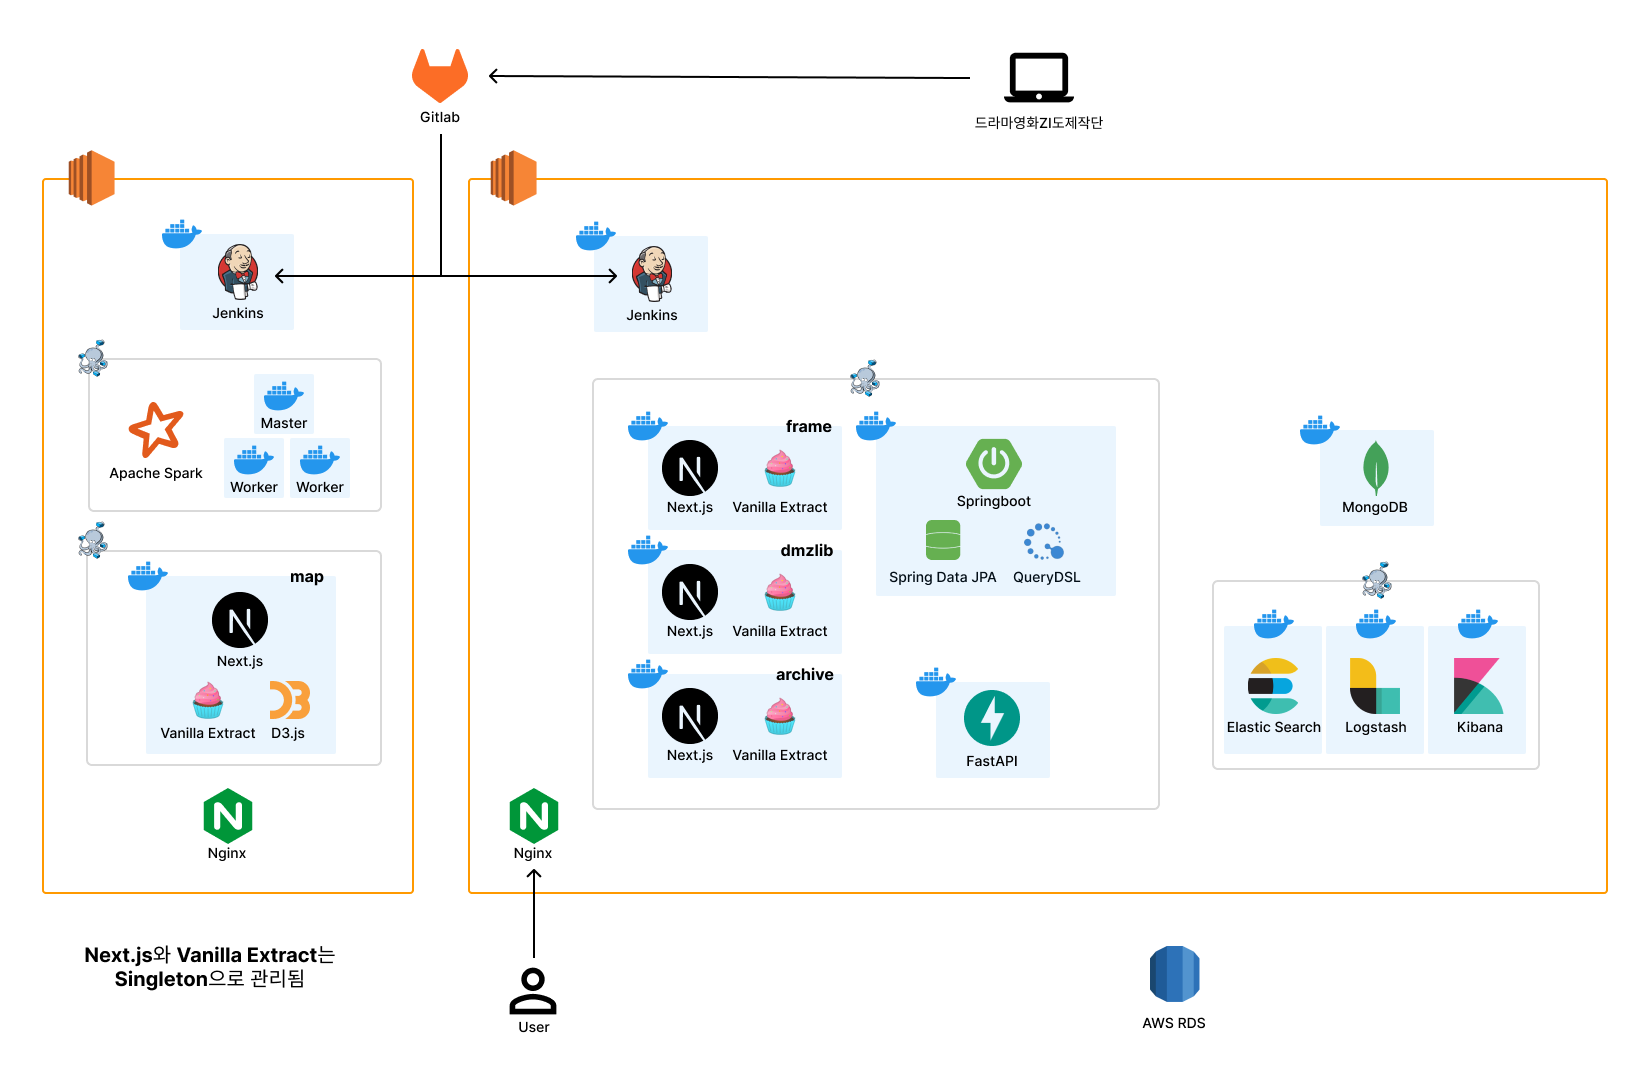 Gitlab
드라마영화ZI도제작단
Jenkins
Apache Spark
Master
Worker
Worker
map
Next.js
Vanilla Extract
D3.js
Nginx
Jenkins
frame
Next.js
Vanilla Extract
dmzlib
Next.js
Vanilla Extract
archive
Next.js
Vanilla Extract
Springboot
Spring Data JPA
QueryDSL
FastAPI
MongoDB
Elastic Search
Logstash
Kibana
Nginx
Next.js와 Vanilla Extract는
Singleton으로 관리됨
User
AWS RDS